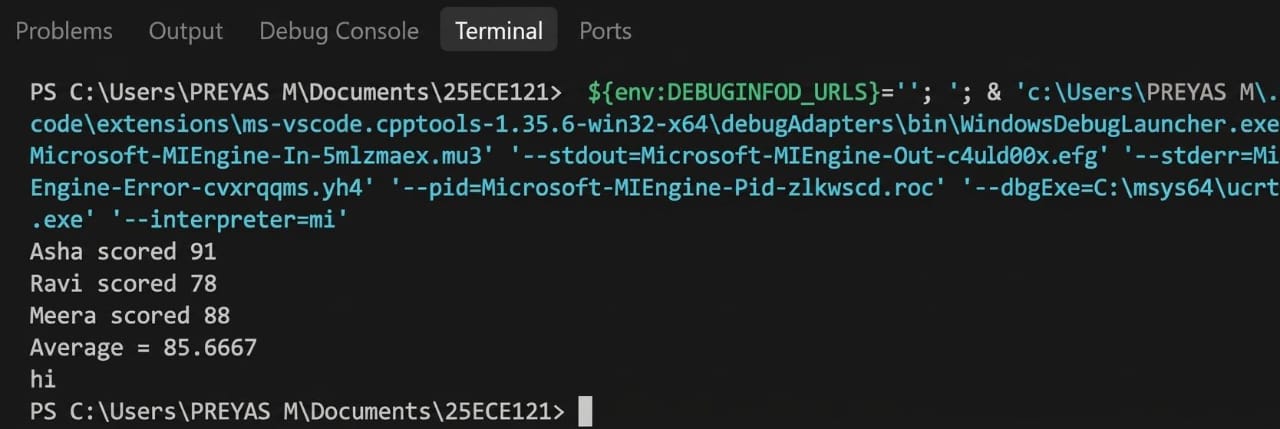 Problems Output Debug Console Terminal Ports
PS C:\Users\PREYAS M\Documents\25ECE121>  ${env:DEBUGINFOD_URLS}=''; '; & 'c:\Users\PREYAS M\.
code\extensions\ms-vscode.cpptools-1.35.6-win32-x64\debugAdapters\bin\WindowsDebugLauncher.exe
Microsoft-MIEngine-In-5mlzmaex.mu3' '--stdout=Microsoft-MIEngine-Out-c4uld00x.efg' '--stderr=Mi
Engine-Error-cvxrqqms.yh4' '--pid=Microsoft-MIEngine-Pid-zlkwscd.roc' '--dbgExe=C:\msys64\ucrt
.exe' '--interpreter=mi'
Asha scored 91
Ravi scored 78
Meera scored 88
Average = 85.6667
hi
PS C:\Users\PREYAS M\Documents\25ECE121>